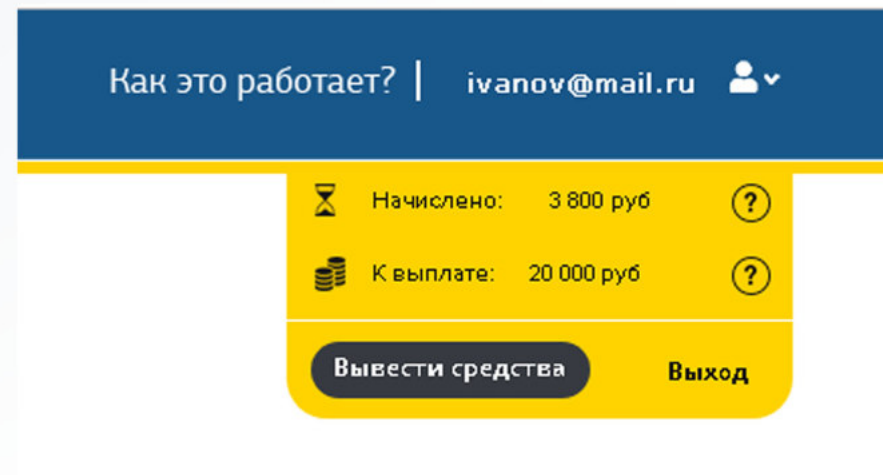 Как это работает? | ivanov@mail.ru
Начислено: 3 800 руб ?
К выплате: 20 000 руб ?
Вывести средства Выход